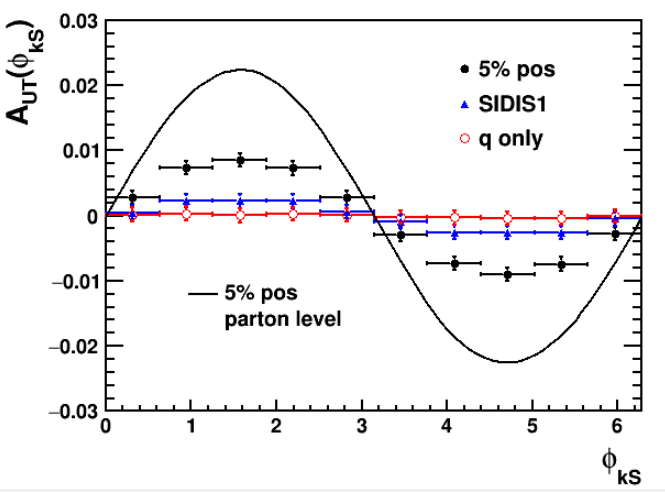 A_UT(ϕ_kS)
0.03
0.02
0.01
0
−0.01
−0.02
−0.03
5% pos
SIDIS1
q only
5% pos
parton level
0 1 2 3 4 5 6
ϕ_kS